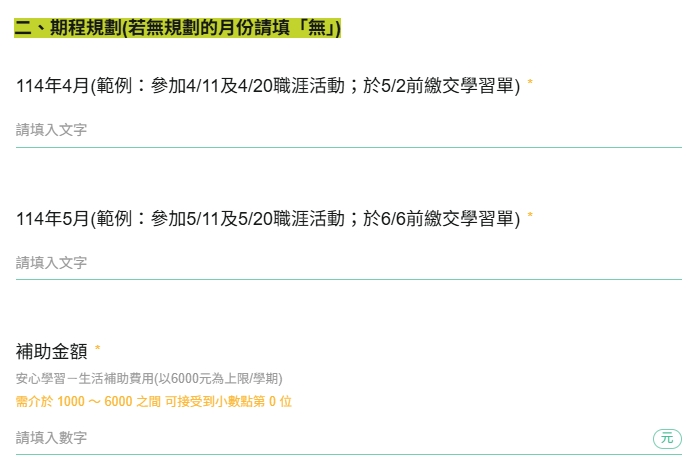 二、期程規劃(若無規劃的月份請填「無」)
114年4月(範例：參加4/11及4/20職涯活動；於5/2前繳交學習單) *
請填入文字
114年5月(範例：參加5/11及5/20職涯活動；於6/6前繳交學習單) *
請填入文字
補助金額 *
安心學習－生活補助費用(以6000元為上限/學期)
需介於 1000 ～ 6000 之間 可接受到小數點第 0 位
請填入數字
元